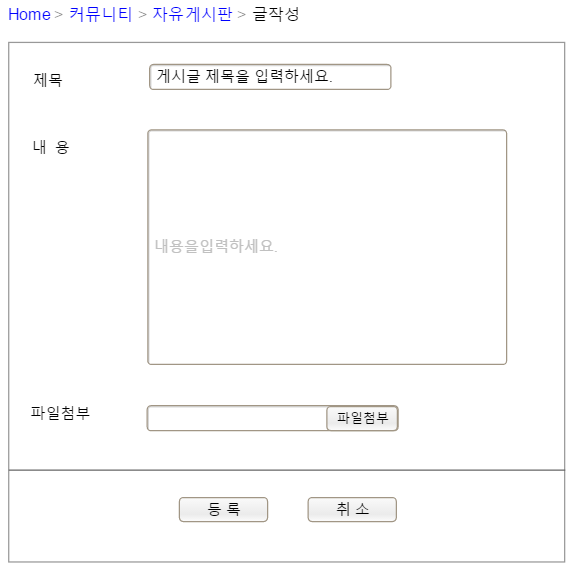 Home > 커뮤니티 > 자유게시판 > 글작성
제목 게시글 제목을 입력하세요.
내 용
내용을입력하세요.
파일첨부 파일첨부
등 록 취 소